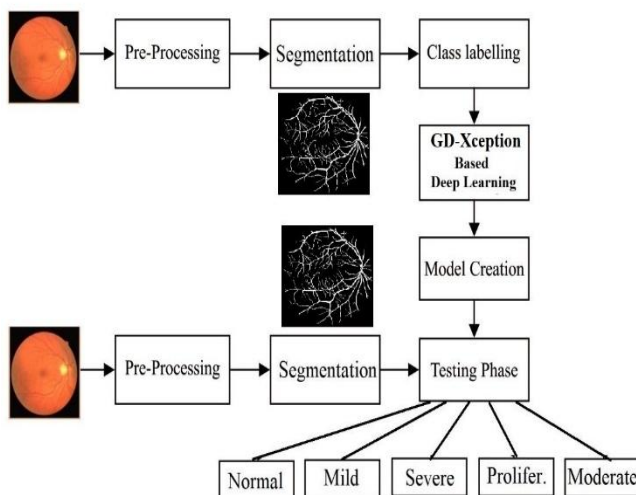 Pre-Processing
Segmentation
Class labelling
GD-Xception
Based
Deep Learning
Model Creation
Pre-Processing
Segmentation
Testing Phase
Normal
Mild
Severe
Prolifer.
Moderate